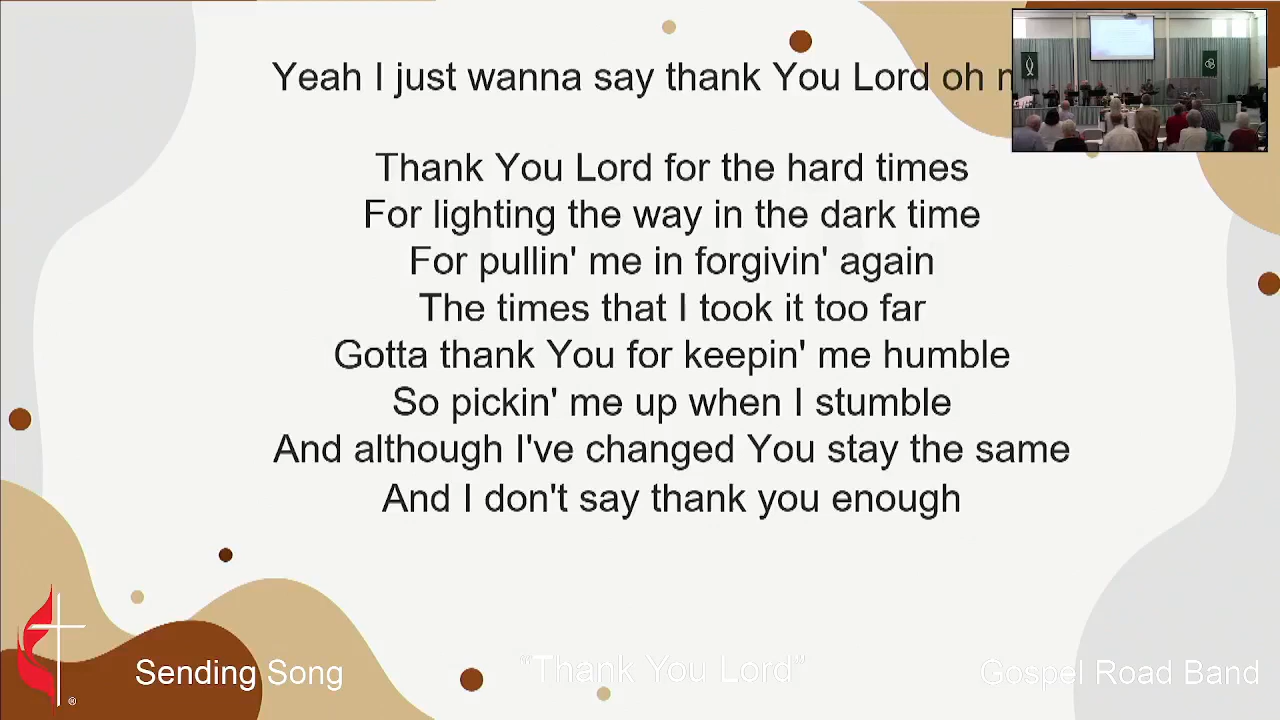 Yeah I just wanna say thank You Lord oh
Thank You Lord for the hard times
For lighting the way in the dark time
For pullin' me in forgivin' again
The times that I took it too far
Gotta thank You for keepin' me humble
So pickin' me up when I stumble
And although I've changed You stay the same
And I don't say thank you enough
Sending Song
"Thank You Lord"
Gospel Road Band
®